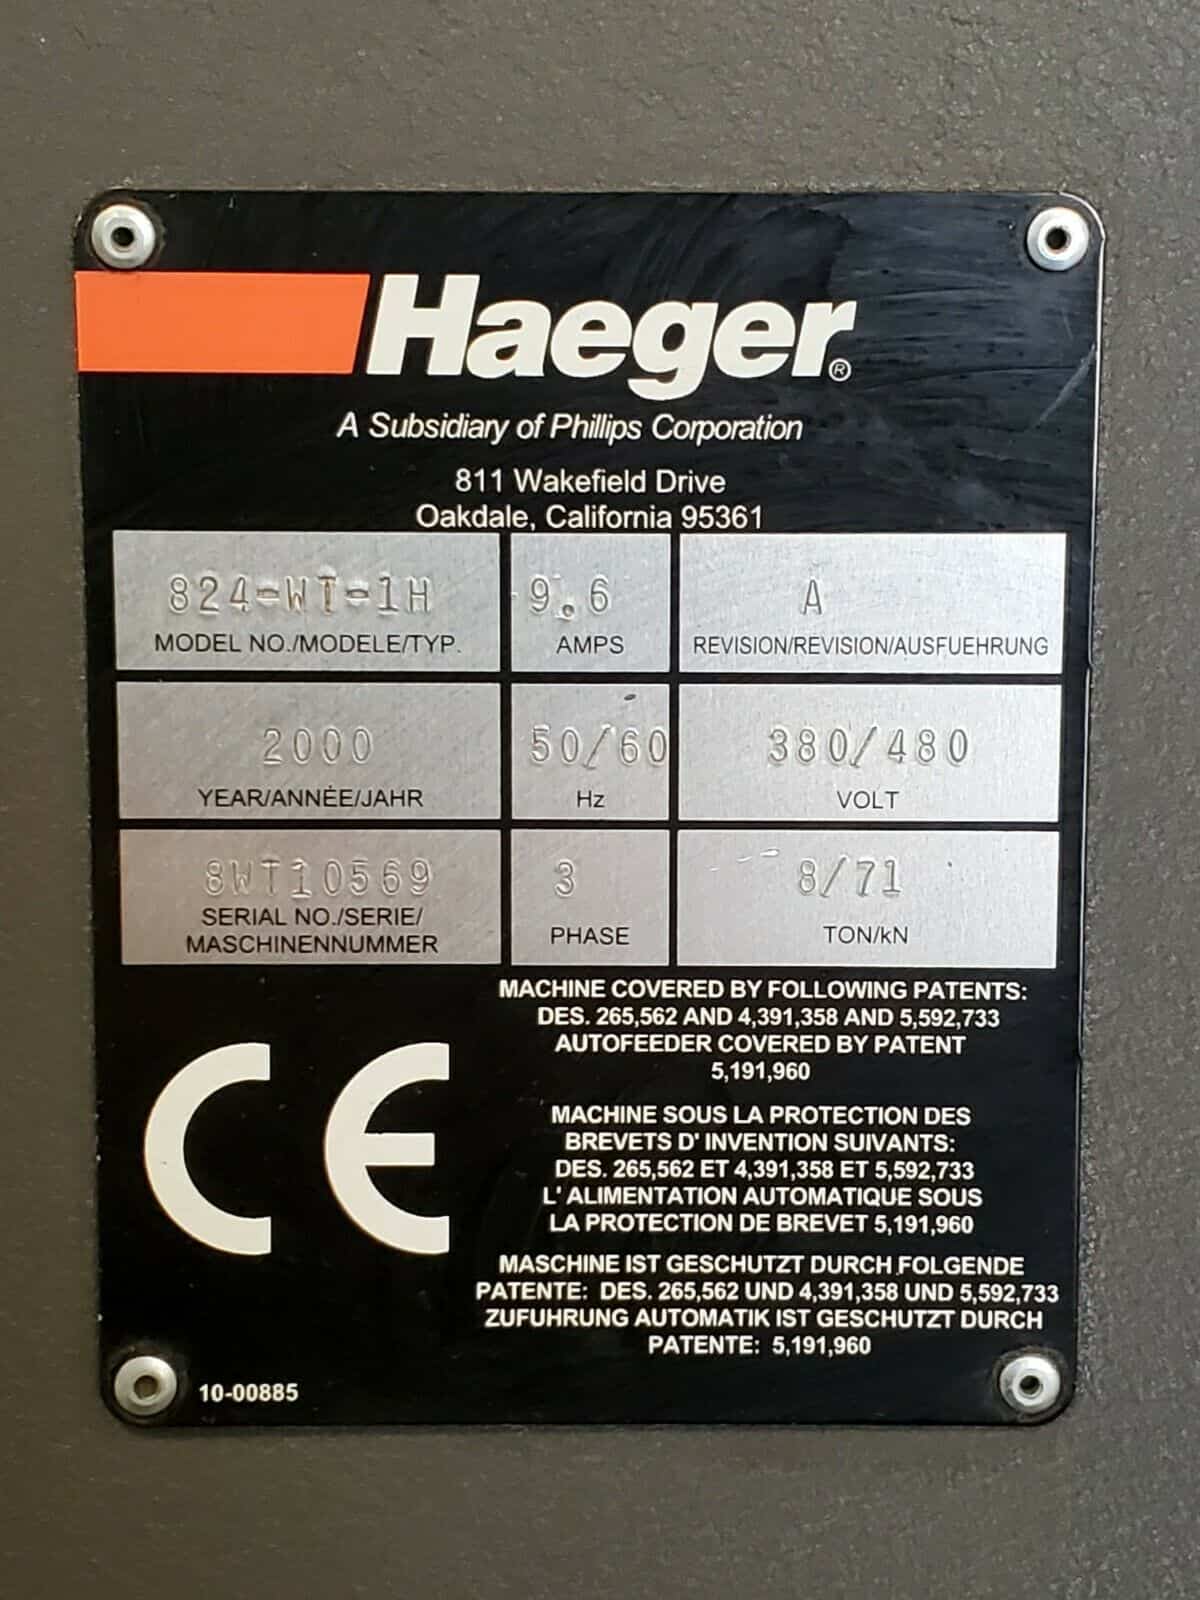 Haeger®
A Subsidiary of Phillips Corporation
811 Wakefield Drive
Oakdale, California 95361
824-WT-1H
MODEL NO./MODELE/TYP.
9.6
AMPS
A
REVISION/REVISION/AUSFUEHRUNG
2000
YEAR/ANNÉE/JAHR
50/60
Hz
380/480
VOLT
8WT10569
SERIAL NO./SERIE/
MASCHINENNUMMER
3
PHASE
8/71
TON/kN
MACHINE COVERED BY FOLLOWING PATENTS:
DES. 265,562 AND 4,391,358 AND 5,592,733
AUTOFEEDER COVERED BY PATENT
5,191,960
CE
MACHINE SOUS LA PROTECTION DES
BREVETS D' INVENTION SUIVANTS:
DES. 265,562 ET 4,391,358 ET 5,592,733
L' ALIMENTATION AUTOMATIQUE SOUS
LA PROTECTION DE BREVET 5,191,960
MASCHINE IST GESCHUTZT DURCH FOLGENDE
PATENTE: DES. 265,562 UND 4,391,358 UND 5,592,733
ZUFUHRUNG AUTOMATIK IST GESCHUTZT DURCH
PATENTE: 5,191,960
10-00885